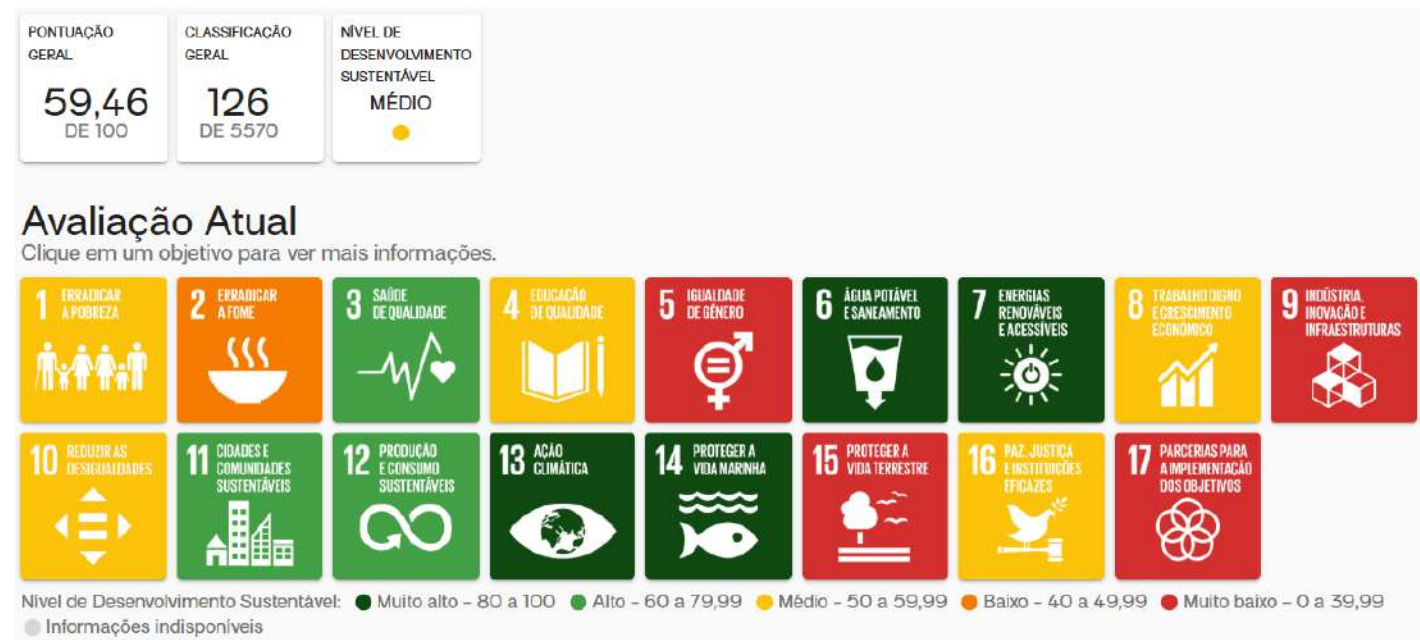 PONTUAÇÃO
GERAL
59,46
DE 100
CLASSIFICAÇÃO
GERAL
126
DE 5570
NÍVEL DE
DESENVOLVIMENTO
SUSTENTÁVEL
MÉDIO
Avaliação Atual
Clique em um objetivo para ver mais informações.
1 ERRADICAR
A POBREZA
2 ERRADICAR
A FOME
3 SAÚDE
DE QUALIDADE
4 EDUCAÇÃO
DE QUALIDADE
5 IGUALDADE
DE GÉNERO
6 ÁGUA POTÁVEL
E SANEAMENTO
7 ENERGIAS
RENOVÁVEIS
E ACESSÍVEIS
8 TRABALHO DIGNO
E CRESCIMENTO
ECONÓMICO
9 INDÚSTRIA,
INOVAÇÃO E
INFRAESTRUTURAS
10 REDUZIR AS
DESIGUALDADES
11 CIDADES E
COMUNIDADES
SUSTENTÁVEIS
12 PRODUÇÃO
E CONSUMO
SUSTENTÁVEIS
13 AÇÃO
CLIMÁTICA
14 PROTEGER A
VIDA MARINHA
15 PROTEGER A
VIDA TERRESTRE
16 PAZ, JUSTIÇA
E INSTITUIÇÕES
EFICAZES
17 PARCERIAS PARA
A IMPLEMENTAÇÃO
DOS OBJETIVOS
Nível de Desenvolvimento Sustentável: Muito alto – 80 a 100 Alto – 60 a 79,99 Médio – 50 a 59,99 Baixo – 40 a 49,99 Muito baixo – 0 a 39,99
Informações indisponíveis